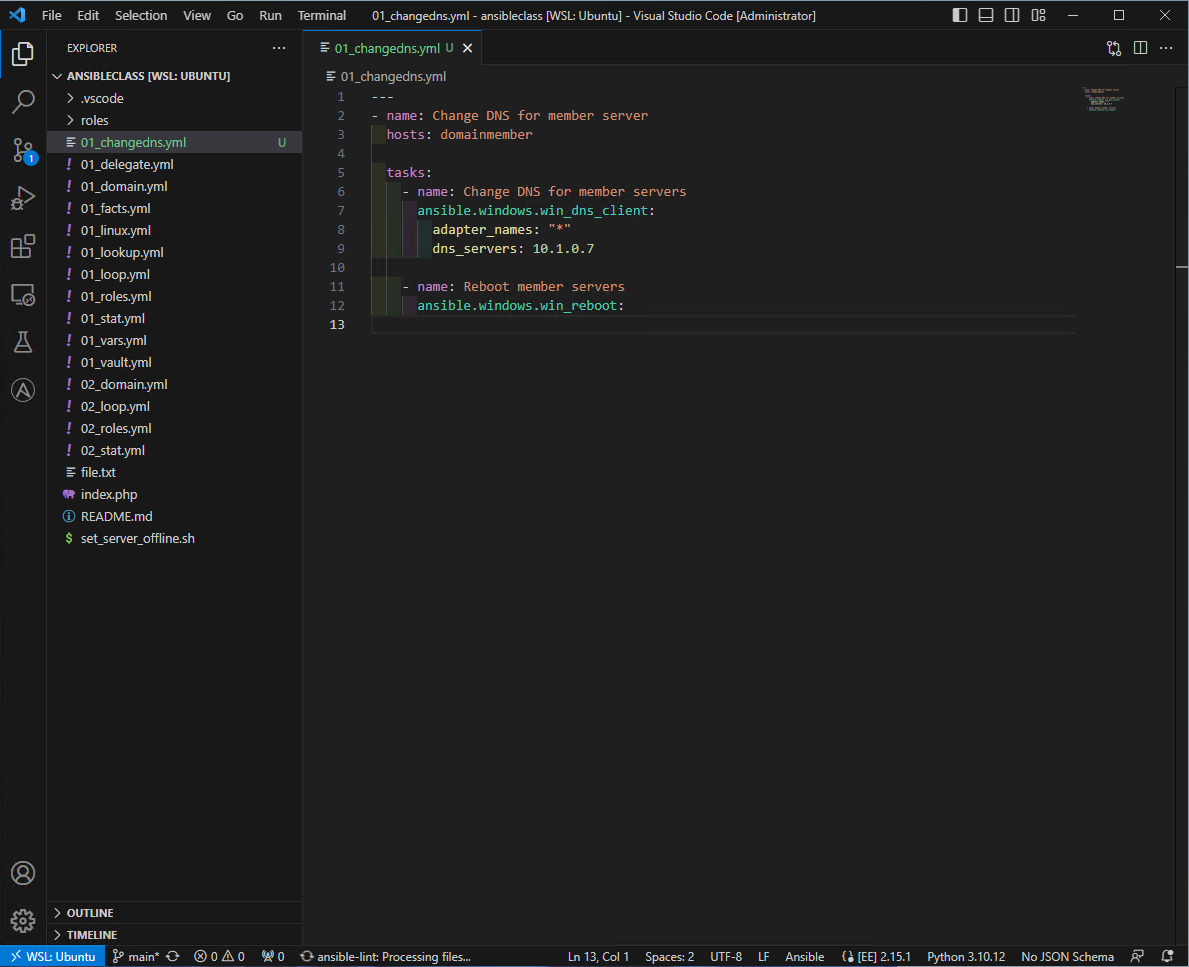 File Edit Selection View Go Run Terminal 01_changedns.yml - ansibleclass [WSL: Ubuntu] - Visual Studio Code [Administrator]
EXPLORER
ANSIBLECLASS [WSL: UBUNTU]
.vscode
roles
01_changedns.yml U
01_delegate.yml
01_domain.yml
01_facts.yml
01_linux.yml
01_lookup.yml
01_loop.yml
01_roles.yml
01_stat.yml
01_vars.yml
01_vault.yml
02_domain.yml
02_loop.yml
02_roles.yml
02_stat.yml
file.txt
index.php
README.md
$ set_server_offline.sh
OUTLINE
TIMELINE
1
01_changedns.yml U
01_changedns.yml
1 ---
2 - name: Change DNS for member server
3 hosts: domainmember
4
5 tasks:
6 - name: Change DNS for member servers
7 ansible.windows.win_dns_client:
8 adapter_names: "*"
9 dns_servers: 10.1.0.7
10
11 - name: Reboot member servers
12 ansible.windows.win_reboot:
13
WSL: Ubuntu main* 0 0 0 ansible-lint: Processing files... Ln 13, Col 1 Spaces: 2 UTF-8 LF Ansible [EE] 2.15.1 Python 3.10.12 No JSON Schema